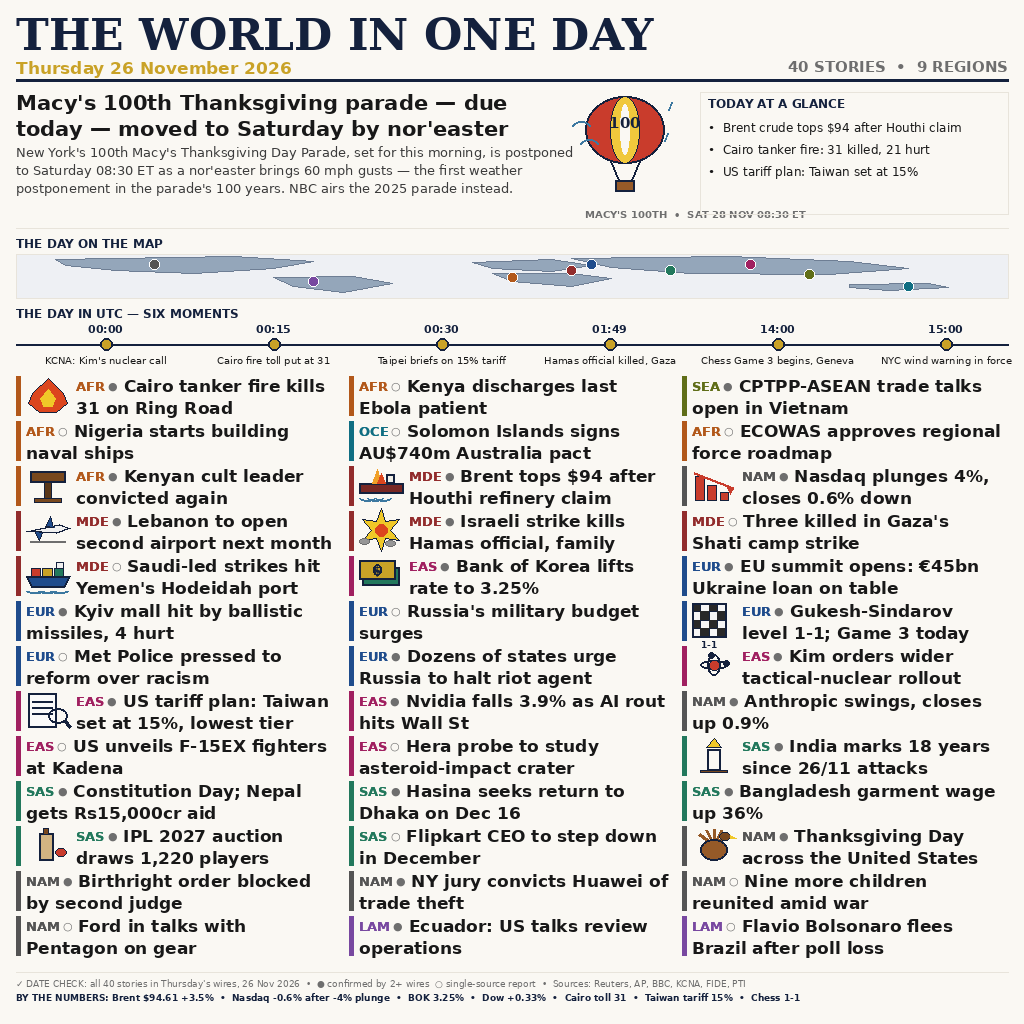 THE WORLD IN ONE DAY
Thursday 26 November 2026
40 STORIES • 9 REGIONS
Macy's 100th Thanksgiving parade — due
today — moved to Saturday by nor'easter
New York's 100th Macy's Thanksgiving Day Parade, set for this morning, is postponed
to Saturday 08:30 ET as a nor'easter brings 60 mph gusts — the first weather
postponement in the parade's 100 years. NBC airs the 2025 parade instead.
100
MACY'S 100TH • SAT 28 NOV 08:30 ET
TODAY AT A GLANCE
• Brent crude tops $94 after Houthi claim
• Cairo tanker fire: 31 killed, 21 hurt
• US tariff plan: Taiwan set at 15%
THE DAY ON THE MAP
THE DAY IN UTC — SIX MOMENTS
00:00 00:15 00:30 01:49 14:00 15:00
KCNA: Kim's nuclear call Cairo fire toll put at 31 Taipei briefs on 15% tariff Hamas official killed, Gaza Chess Game 3 begins, Geneva NYC wind warning in force
AFR ● Cairo tanker fire kills
31 on Ring Road
AFR ○ Kenya discharges last
Ebola patient
SEA ● CPTPP-ASEAN trade talks
open in Vietnam
AFR ○ Nigeria starts building
naval ships
OCE ○ Solomon Islands signs
AU$740m Australia pact
AFR ○ ECOWAS approves regional
force roadmap
AFR ● Kenyan cult leader
convicted again
MDE ● Brent tops $94 after
Houthi refinery claim
NAM ● Nasdaq plunges 4%,
closes 0.6% down
MDE ● Lebanon to open
second airport next month
MDE ● Israeli strike kills
Hamas official, family
MDE ○ Three killed in Gaza's
Shati camp strike
MDE ○ Saudi-led strikes hit
Yemen's Hodeidah port
EAS ● Bank of Korea lifts
rate to 3.25%
EUR ● EU summit opens: €45bn
Ukraine loan on table
EUR ● Kyiv mall hit by ballistic
missiles, 4 hurt
EUR ○ Russia's military budget
surges
EUR ● Gukesh-Sindarov
level 1-1; Game 3 today
1-1
EUR ○ Met Police pressed to
reform over racism
EUR ● Dozens of states urge
Russia to halt riot agent
EAS ● Kim orders wider
tactical-nuclear rollout
EAS ● US tariff plan: Taiwan
set at 15%, lowest tier
EAS ● Nvidia falls 3.9% as AI rout
hits Wall St
NAM ● Anthropic swings, closes
up 0.9%
EAS ○ US unveils F-15EX fighters
at Kadena
EAS ○ Hera probe to study
asteroid-impact crater
SAS ● India marks 18 years
since 26/11 attacks
SAS ● Constitution Day; Nepal
gets Rs15,000cr aid
SAS ● Hasina seeks return to
Dhaka on Dec 16
SAS ● Bangladesh garment wage
up 36%
SAS ● IPL 2027 auction
draws 1,220 players
SAS ○ Flipkart CEO to step down
in December
NAM ● Thanksgiving Day
across the United States
NAM ● Birthright order blocked
by second judge
NAM ● NY jury convicts Huawei of
trade theft
NAM ○ Nine more children
reunited amid war
NAM ○ Ford in talks with
Pentagon on gear
LAM ● Ecuador: US talks review
operations
LAM ○ Flavio Bolsonaro flees
Brazil after poll loss
✓ DATE CHECK: all 40 stories in Thursday's wires, 26 Nov 2026 • ● confirmed by 2+ wires ○ single-source report • Sources: Reuters, AP, BBC, KCNA, FIDE, PTI
BY THE NUMBERS: Brent $94.61 +3.5% • Nasdaq -0.6% after -4% plunge • BOK 3.25% • Dow +0.33% • Cairo toll 31 • Taiwan tariff 15% • Chess 1-1